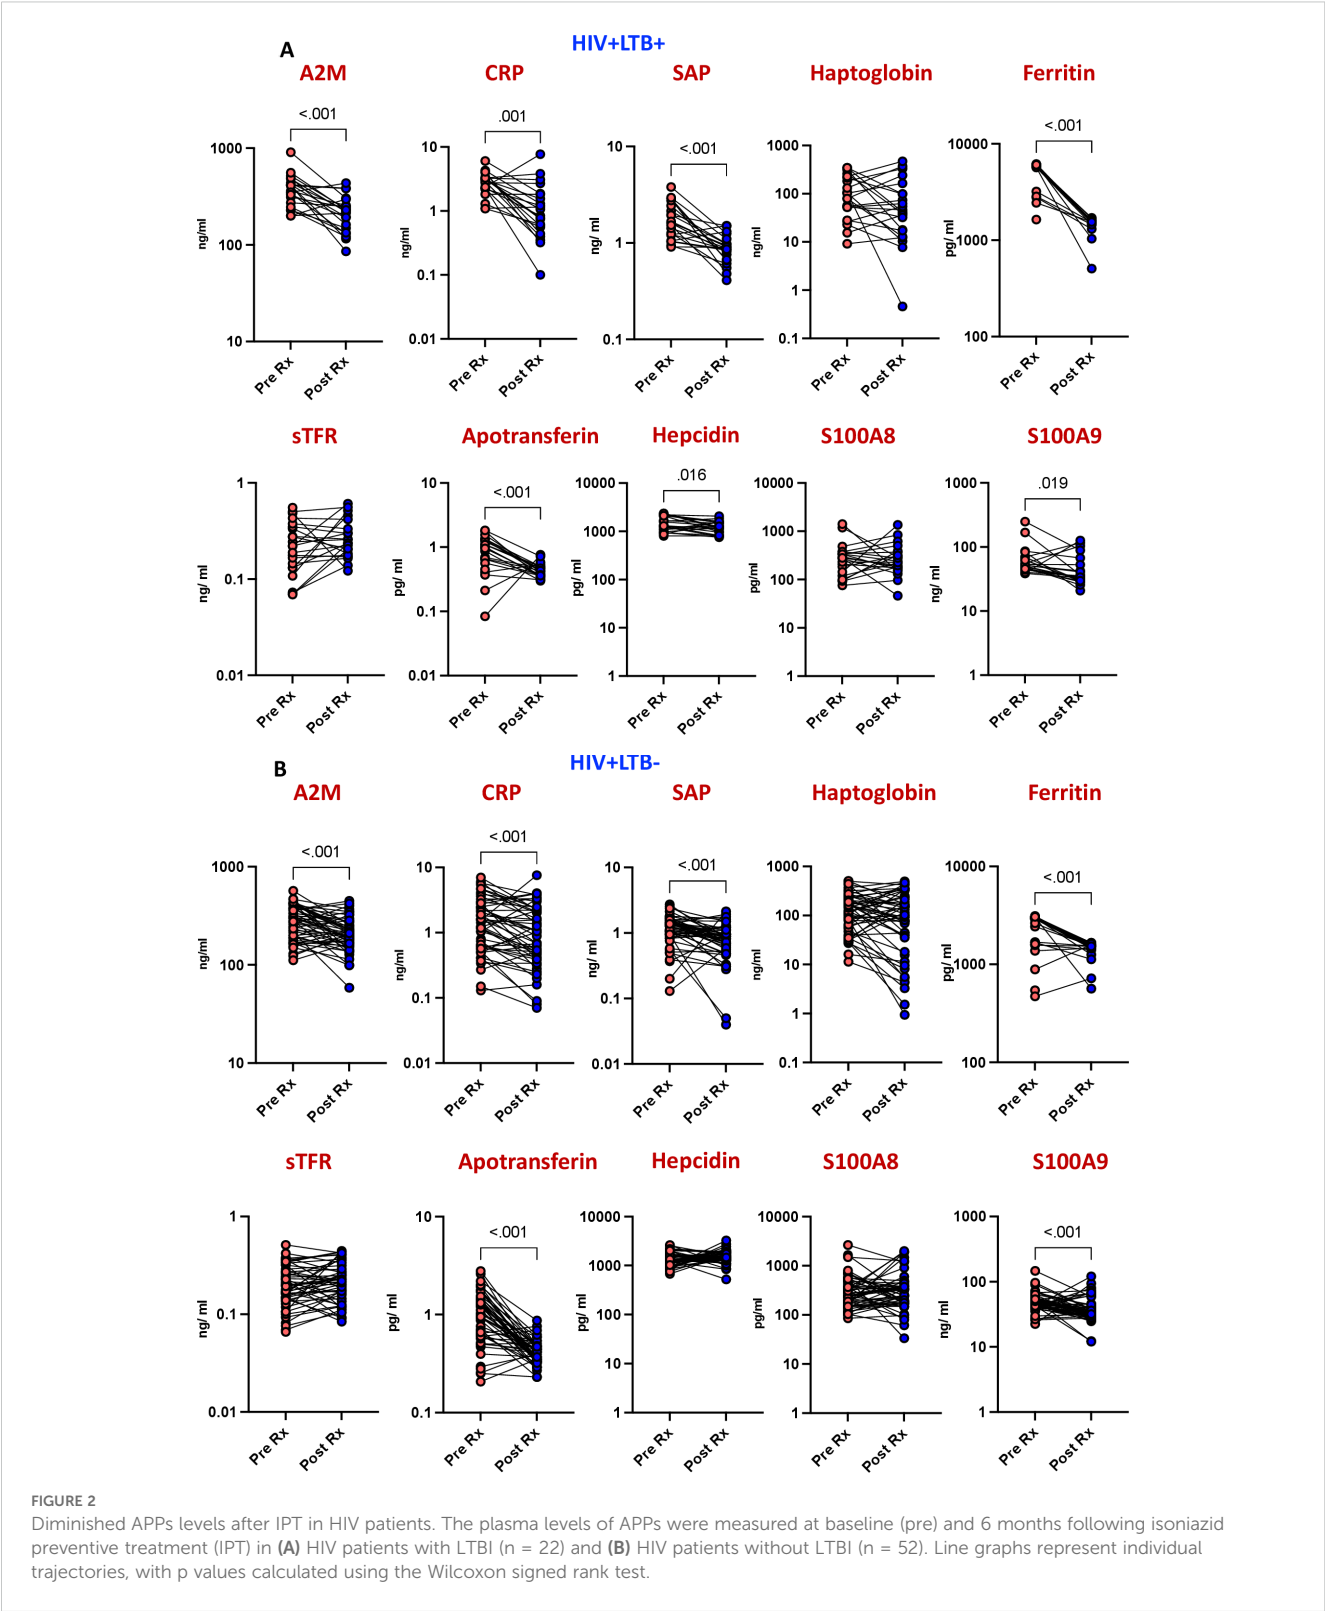 A
HIV+LTB+
A2M CRP SAP Haptoglobin Ferritin
<.001 .001 <.001 <.001
1000 100 10 ng/ml Pre Rx Post Rx
10 1 0.1 0.01 ng/ml Pre Rx Post Rx
10 1 0.1 ng/ ml Pre Rx Post Rx
1000 100 10 1 0.1 ng/ml Pre Rx Post Rx
10000 1000 100 pg/ ml Pre Rx Post Rx
sTFR Apotransferin Hepcidin S100A8 S100A9
<.001 .016 .019
1 0.1 0.01 ng/ ml Pre Rx Post Rx
10 1 0.1 0.01 pg/ ml Pre Rx Post Rx
10000 1000 100 10 1 pg/ ml Pre Rx Post Rx
10000 1000 100 10 1 pg/ml Pre Rx Post Rx
1000 100 10 1 ng/ ml Pre Rx Post Rx
B
HIV+LTB-
A2M CRP SAP Haptoglobin Ferritin
<.001 <.001 <.001 <.001
1000 100 10 ng/ml Pre Rx Post Rx
10 1 0.1 0.01 ng/ml Pre Rx Post Rx
10 1 0.1 0.01 ng/ ml Pre Rx Post Rx
1000 100 10 1 0.1 ng/ml Pre Rx Post Rx
10000 1000 100 pg/ ml Pre Rx Post Rx
sTFR Apotransferin Hepcidin S100A8 S100A9
<.001 <.001
1 0.1 0.01 ng/ ml Pre Rx Post Rx
10 1 0.1 pg/ ml Pre Rx Post Rx
10000 1000 100 10 1 pg/ ml Pre Rx Post Rx
10000 1000 100 10 1 pg/ml Pre Rx Post Rx
1000 100 10 1 ng/ ml Pre Rx Post Rx
FIGURE 2
Diminished APPs levels after IPT in HIV patients. The plasma levels of APPs were measured at baseline (pre) and 6 months following isoniazid
preventive treatment (IPT) in (A) HIV patients with LTBI (n = 22) and (B) HIV patients without LTBI (n = 52). Line graphs represent individual
trajectories, with p values calculated using the Wilcoxon signed rank test.